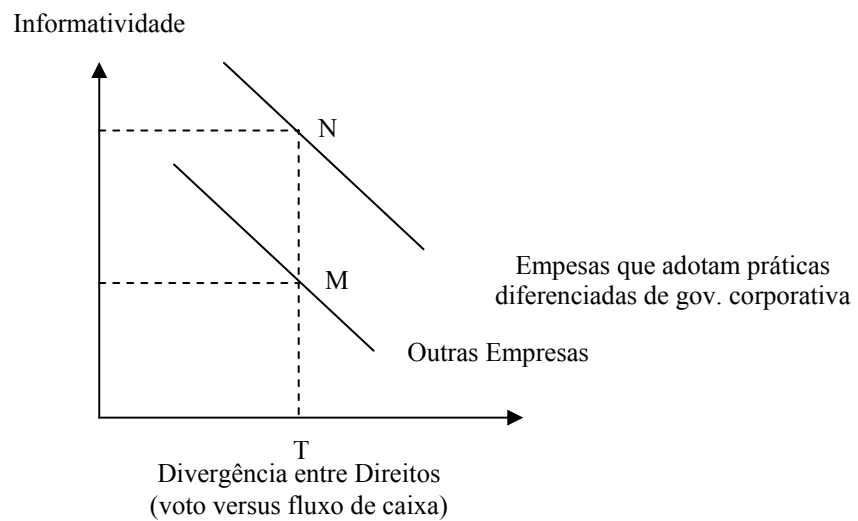 Informatividade
N
M
Empesas que adotam práticas
diferenciadas de gov. corporativa
Outras Empresas
T
Divergência entre Direitos
(voto versus fluxo de caixa)